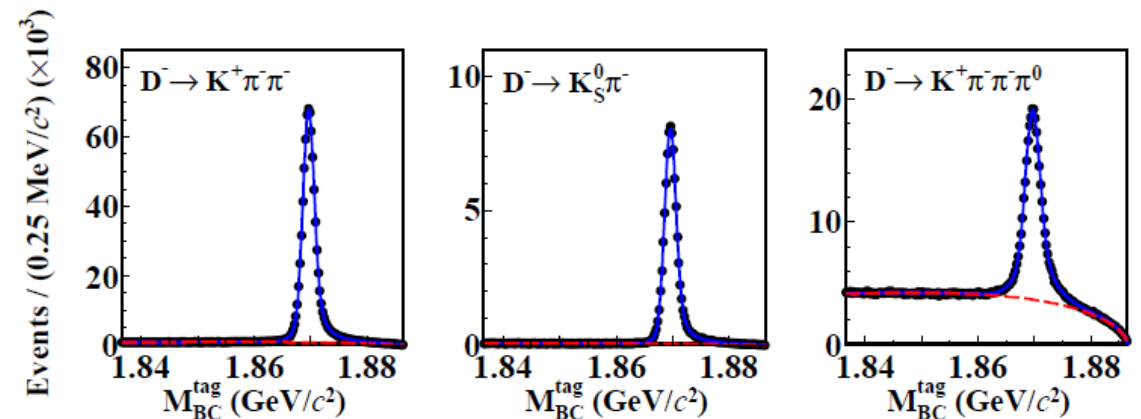 Events / (0.25 MeV/c²) (×10³)
D⁻→ K⁺π⁻π⁻
80
60
40
20
0
1.84 1.86 1.88
M_BC^tag (GeV/c²)
D⁻→ K_S^0π⁻
10
5
0
1.84 1.86 1.88
M_BC^tag (GeV/c²)
D⁻→ K⁺π⁻π⁻π⁰
20
10
0
1.84 1.86 1.88
M_BC^tag (GeV/c²)